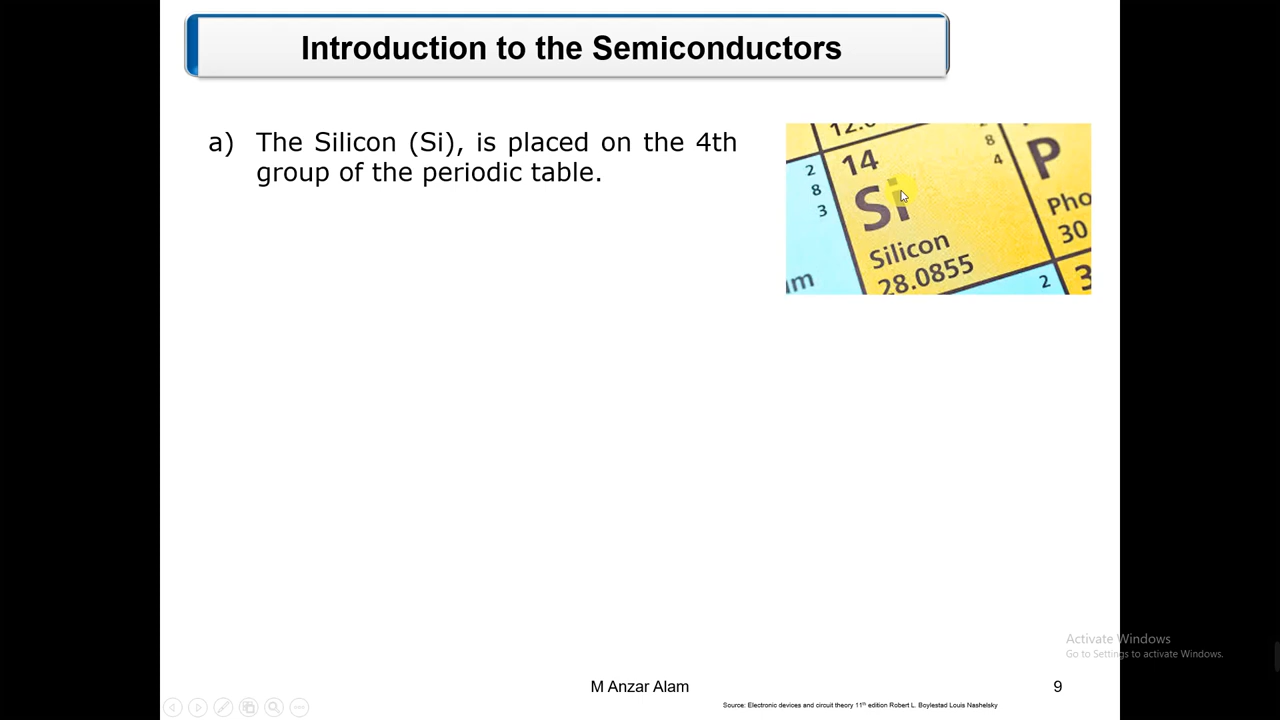 Introduction to the Semiconductors
a) The Silicon (Si), is placed on the 4th
group of the periodic table.
2
8
3
14
Si
Silicon
28.0855
8
4
P
Pho
30
2
3
Activate Windows
Go to Settings to activate Windows.
M Anzar Alam
9
Source: Electronic devices and circuit theory 11th edition Robert L. Boylestad Louis Nashelsky